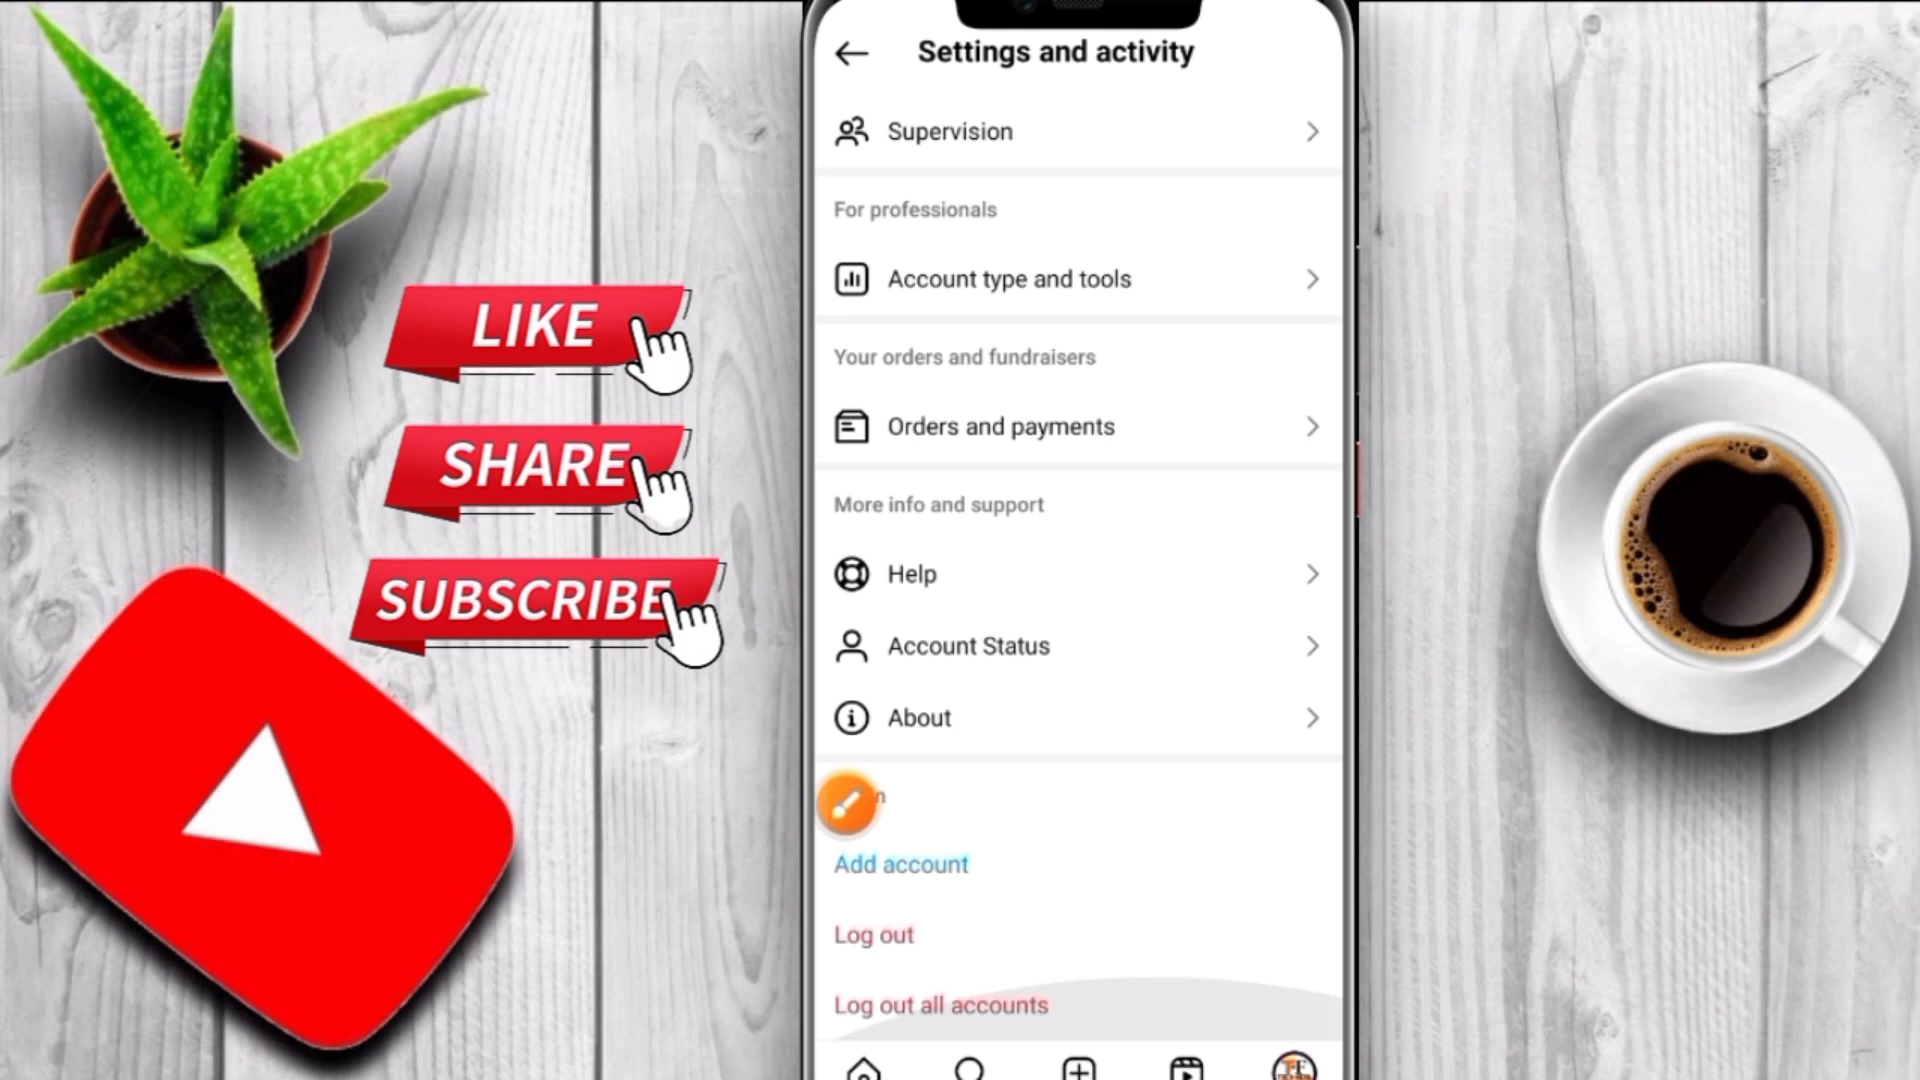 Settings and activity
Supervision
For professionals
Account type and tools
Your orders and fundraisers
Orders and payments
More info and support
Help
Account Status
About
Add account
Log out
Log out all accounts
LIKE
SHARE
SUBSCRIBE